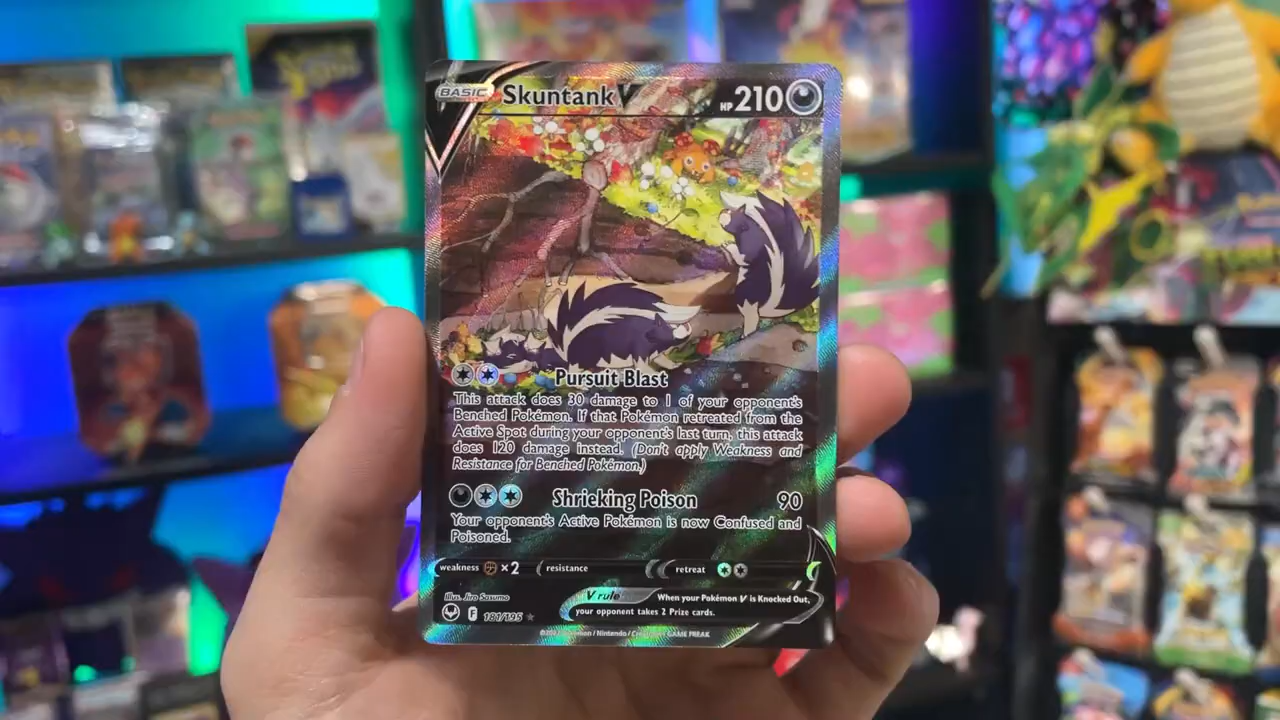 BASIC Skuntank V HP 210
Pursuit Blast
This attack does 30 damage to 1 of your opponent's
Benched Pokémon. If that Pokémon retreated from the
Active Spot during your opponent's last turn, this attack
does 120 damage instead. (Don't apply Weakness and
Resistance for Benched Pokémon.)
Shrieking Poison 90
Your opponent's Active Pokémon is now Confused and
Poisoned.
weakness ×2 resistance retreat
Illus. Jiro Sasumo
V rule When your Pokémon V is Knocked Out,
your opponent takes 2 Prize cards.
F 181/195
Pokémon / Nintendo / GAME FREAK